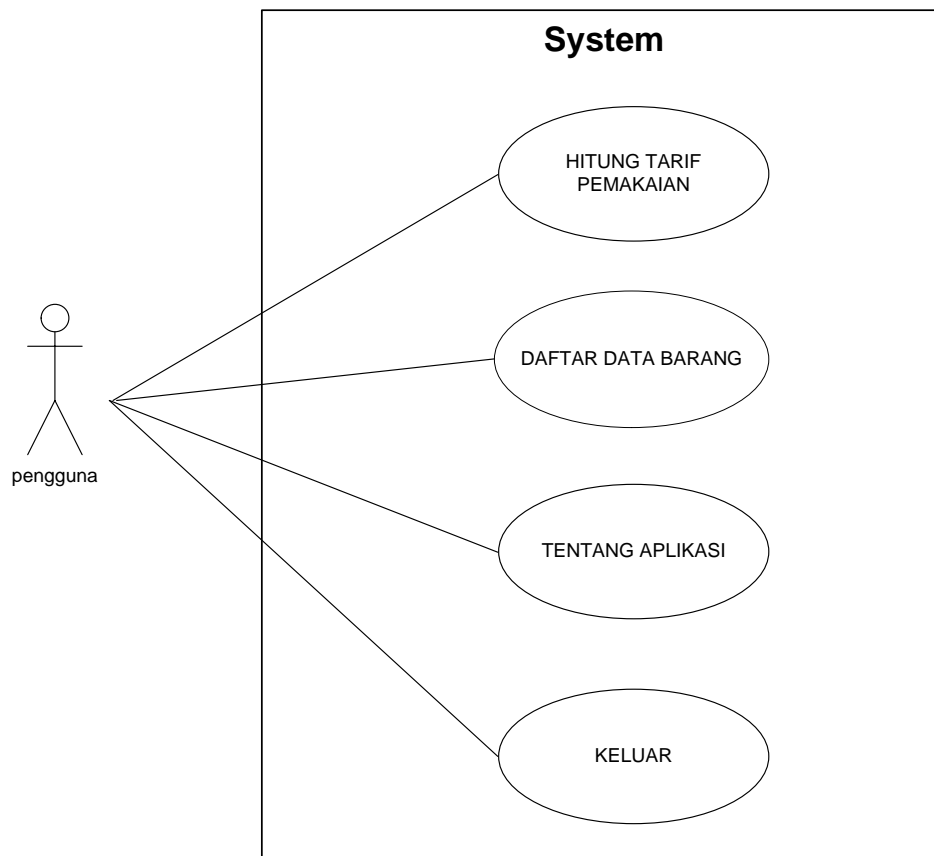 System
HITUNG TARIF
PEMAKAIAN
DAFTAR DATA BARANG
pengguna
TENTANG APLIKASI
KELUAR